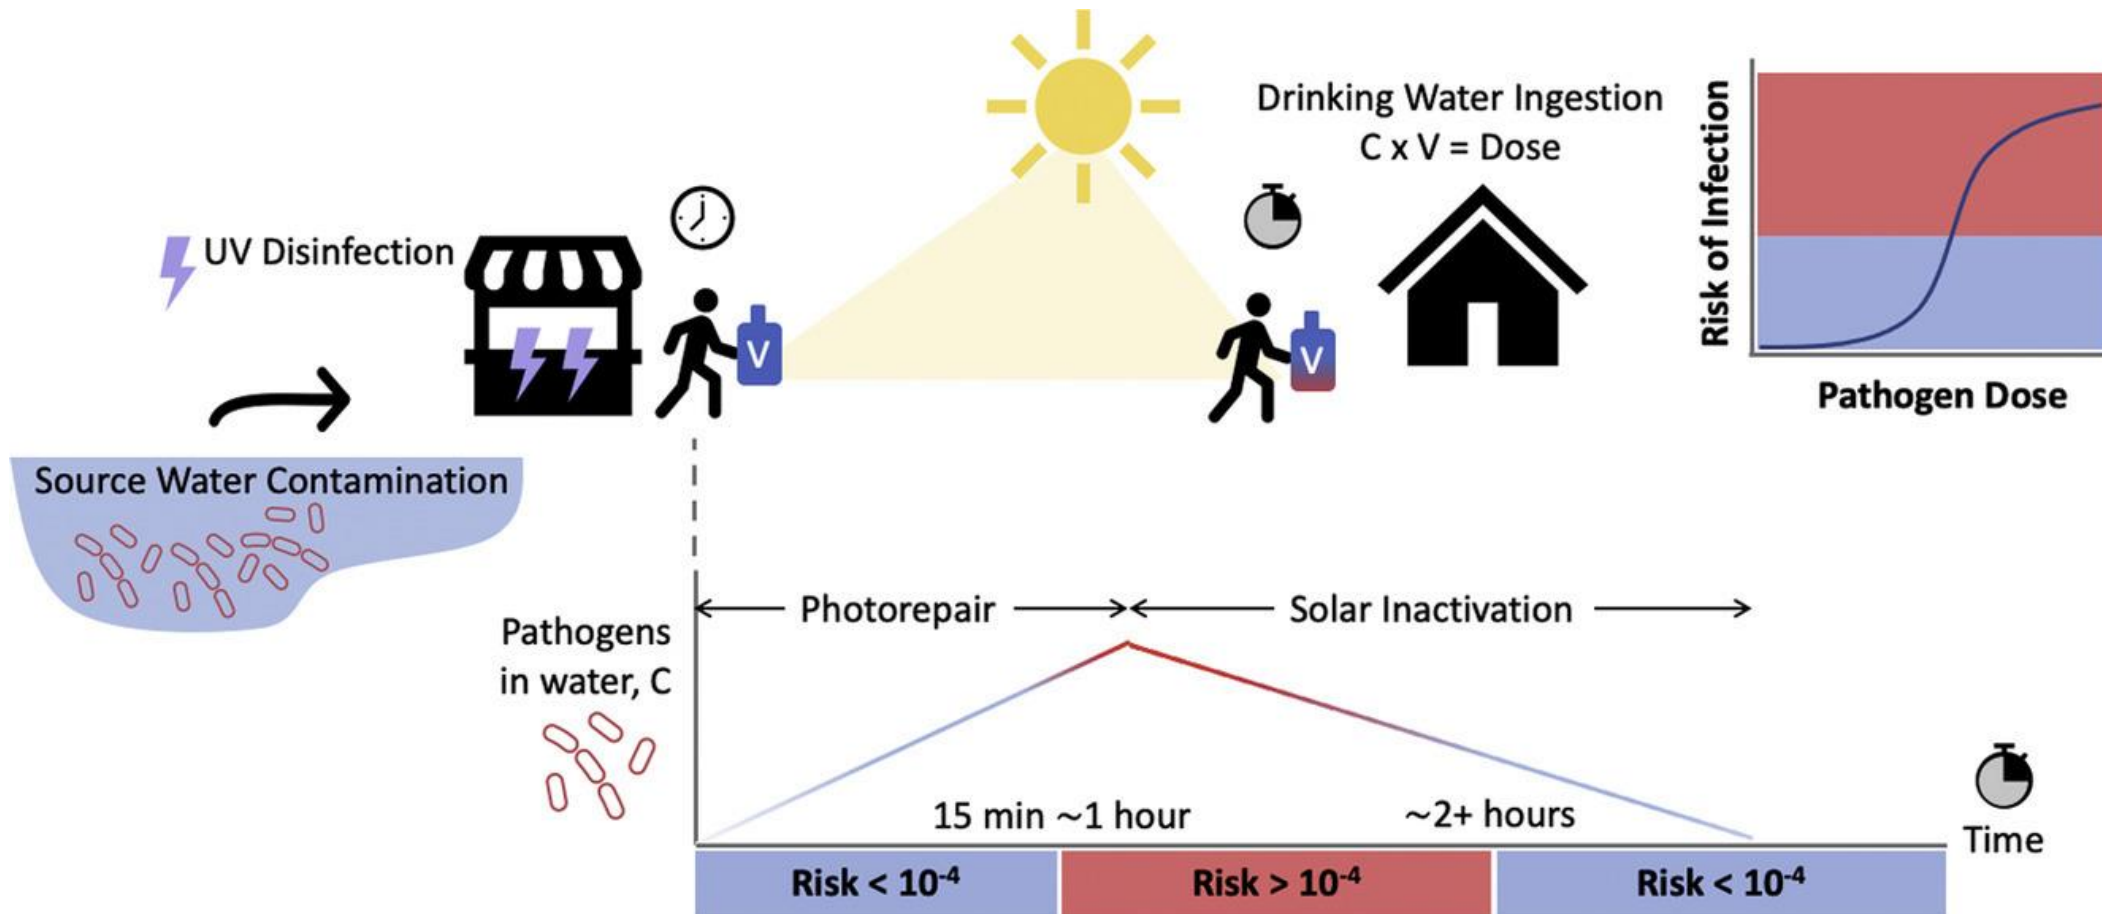 Drinking Water Ingestion
C x V = Dose
Risk of Infection
Pathogen Dose
UV Disinfection
V
V
Source Water Contamination
Photorepair
Solar Inactivation
Pathogens
in water, C
15 min ~1 hour
~2+ hours
Time
Risk < 10⁻⁴
Risk > 10⁻⁴
Risk < 10⁻⁴